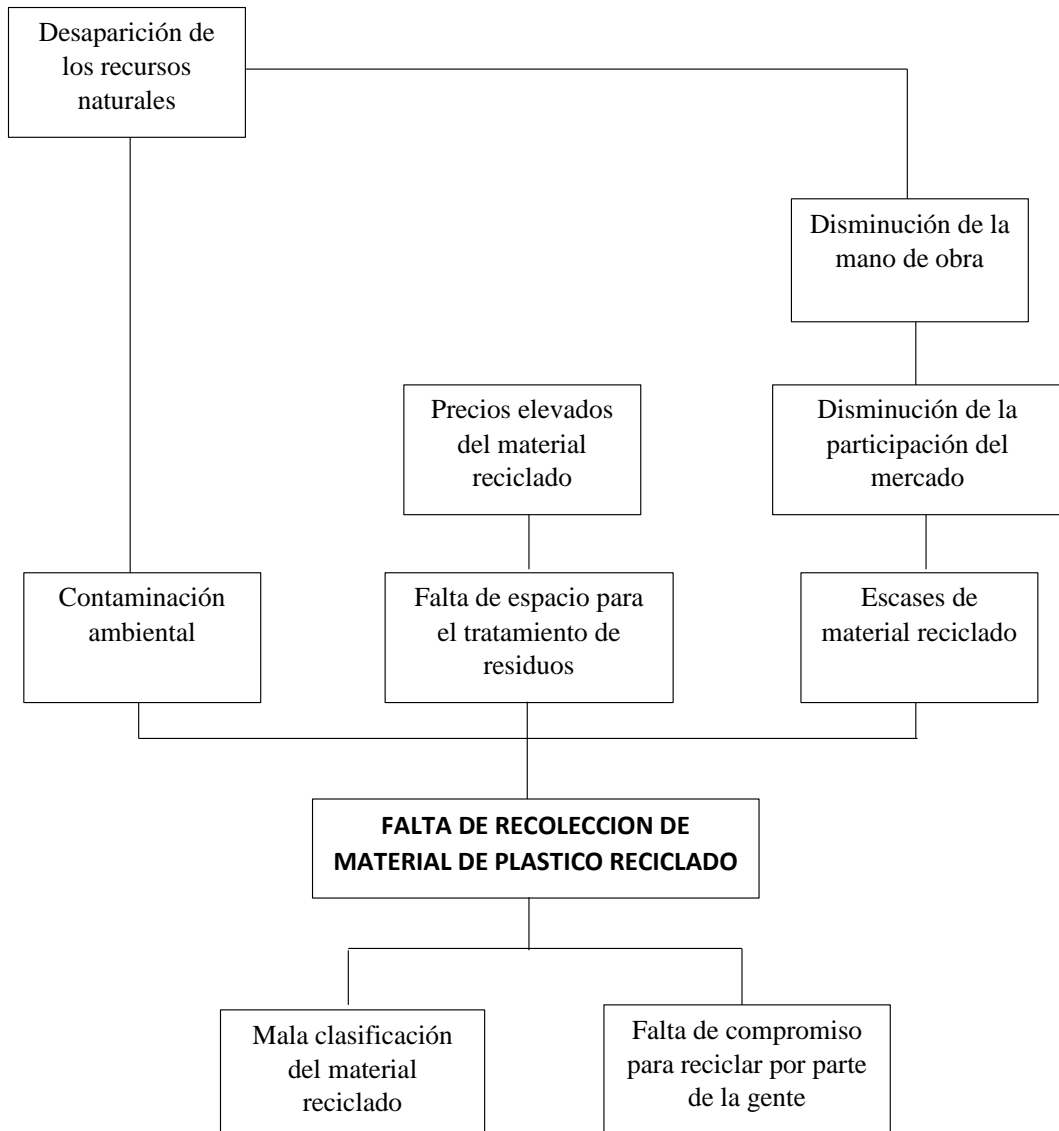 Desaparición de
los recursos
naturales
Disminución de la
mano de obra
Precios elevados
del material
reciclado
Disminución de la
participación del
mercado
Contaminación
ambiental
Falta de espacio para
el tratamiento de
residuos
Escases de
material reciclado
FALTA DE RECOLECCION DE
MATERIAL DE PLASTICO RECICLADO
Mala clasificación
del material
reciclado
Falta de compromiso
para reciclar por parte
de la gente